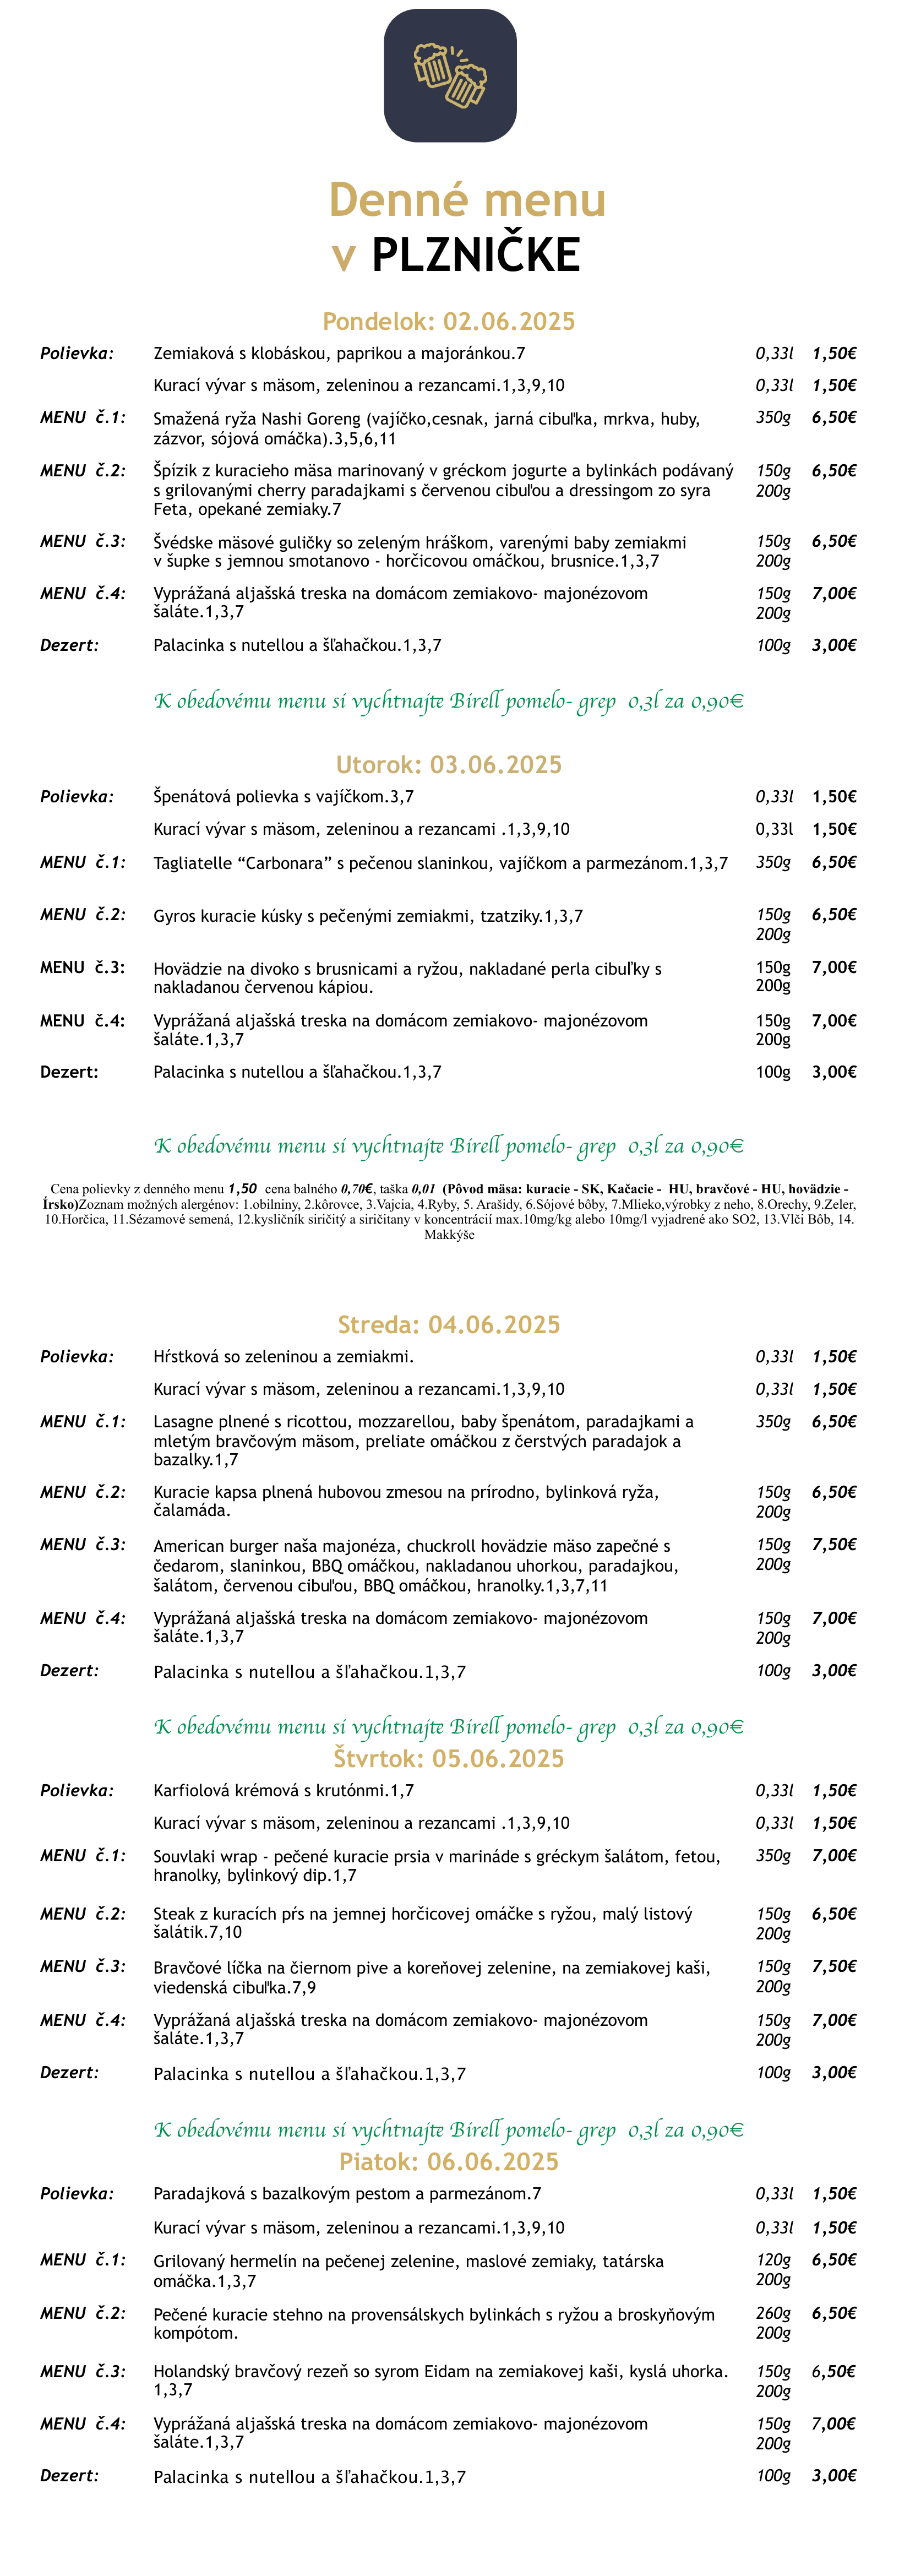 Denné menu
v PLZNIČKE
Pondelok: 02.06.2025
Polievka: Zemiaková s klobáskou, paprikou a majoránkou.7 0,33l 1,50€
Kurací vývar s mäsom, zeleninou a rezancami.1,3,9,10 0,33l 1,50€
MENU č.1: Smažená ryža Nashi Goreng (vajíčko,cesnak, jarná cibuľka, mrkva, huby, 350g 6,50€
zázvor, sójová omáčka).3,5,6,11
MENU č.2: Špízik z kuracieho mäsa marinovaný v gréckom jogurte a bylinkách podávaný 150g 6,50€
s grilovanými cherry paradajkami s červenou cibuľou a dressingom zo syra 200g
Feta, opekané zemiaky.7
MENU č.3: Švédske mäsové guličky so zeleným hráškom, varenými baby zemiakmi 150g 6,50€
v šupke s jemnou smotanovo - horčicovou omáčkou, brusnice.1,3,7 200g
MENU č.4: Vyprážaná aljašská treska na domácom zemiakovo- majonézovom 150g 7,00€
šaláte.1,3,7 200g
Dezert: Palacinka s nutellou a šľahačkou.1,3,7 100g 3,00€
K obedovému menu si vychtnajte Birell pomelo- grep 0,3l za 0,90€
Utorok: 03.06.2025
Polievka: Špenátová polievka s vajíčkom.3,7 0,33l 1,50€
Kurací vývar s mäsom, zeleninou a rezancami .1,3,9,10 0,33l 1,50€
MENU č.1: Tagliatelle “Carbonara” s pečenou slaninkou, vajíčkom a parmezánom.1,3,7 350g 6,50€
MENU č.2: Gyros kuracie kúsky s pečenými zemiakmi, tzatziky.1,3,7 150g 6,50€
200g
MENU č.3: Hovädzie na divoko s brusnicami a ryžou, nakladané perla cibuľky s 150g 7,00€
nakladanou červenou kápiou. 200g
MENU č.4: Vyprážaná aljašská treska na domácom zemiakovo- majonézovom 150g 7,00€
šaláte.1,3,7 200g
Dezert: Palacinka s nutellou a šľahačkou.1,3,7 100g 3,00€
K obedovému menu si vychtnajte Birell pomelo- grep 0,3l za 0,90€
Cena polievky z denného menu 1,50 cena balného 0,70€, taška 0,01 (Pôvod mäsa: kuracie - SK, Kačacie - HU, bravčové - HU, hovädzie -
Írsko)Zoznam možných alergénov: 1.obilniny, 2.kôrovce, 3.Vajcia, 4.Ryby, 5. Arašidy, 6.Sójové bôby, 7.Mlieko,výrobky z neho, 8.Orechy, 9.Zeler,
10.Horčica, 11.Sézamové semená, 12.kysličník siričitý a siričitany v koncentrácií max.10mg/kg alebo 10mg/l vyjadrené ako SO2, 13.Vlči Bôb, 14.
Makkýše
Streda: 04.06.2025
Polievka: Hŕstková so zeleninou a zemiakmi. 0,33l 1,50€
Kurací vývar s mäsom, zeleninou a rezancami.1,3,9,10 0,33l 1,50€
MENU č.1: Lasagne plnené s ricottou, mozzarellou, baby špenátom, paradajkami a 350g 6,50€
mletým bravčovým mäsom, preliate omáčkou z čerstvých paradajok a
bazalky.1,7
MENU č.2: Kuracie kapsa plnená hubovou zmesou na prírodno, bylinková ryža, 150g 6,50€
čalamáda. 200g
MENU č.3: American burger naša majonéza, chuckroll hovädzie mäso zapečné s 150g 7,50€
čedarom, slaninkou, BBQ omáčkou, nakladanou uhorkou, paradajkou, 200g
šalátom, červenou cibuľou, BBQ omáčkou, hranolky.1,3,7,11
MENU č.4: Vyprážaná aljašská treska na domácom zemiakovo- majonézovom 150g 7,00€
šaláte.1,3,7 200g
Dezert: Palacinka s nutellou a šľahačkou.1,3,7 100g 3,00€
K obedovému menu si vychtnajte Birell pomelo- grep 0,3l za 0,90€
Štvrtok: 05.06.2025
Polievka: Karfiolová krémová s krutónmi.1,7 0,33l 1,50€
Kurací vývar s mäsom, zeleninou a rezancami .1,3,9,10 0,33l 1,50€
MENU č.1: Souvlaki wrap - pečené kuracie prsia v marináde s gréckym šalátom, fetou, 350g 7,00€
hranolky, bylinkový dip.1,7
MENU č.2: Steak z kuracích pŕs na jemnej horčicovej omáčke s ryžou, malý listový 150g 6,50€
šalátik.7,10 200g
MENU č.3: Bravčové líčka na čiernom pive a koreňovej zelenine, na zemiakovej kaši, 150g 7,50€
viedenská cibuľka.7,9 200g
MENU č.4: Vyprážaná aljašská treska na domácom zemiakovo- majonézovom 150g 7,00€
šaláte.1,3,7 200g
Dezert: Palacinka s nutellou a šľahačkou.1,3,7 100g 3,00€
K obedovému menu si vychtnajte Birell pomelo- grep 0,3l za 0,90€
Piatok: 06.06.2025
Polievka: Paradajková s bazalkovým pestom a parmezánom.7 0,33l 1,50€
Kurací vývar s mäsom, zeleninou a rezancami.1,3,9,10 0,33l 1,50€
MENU č.1: Grilovaný hermelín na pečenej zelenine, maslové zemiaky, tatárska 120g 6,50€
omáčka.1,3,7 200g
MENU č.2: Pečené kuracie stehno na provensálskych bylinkách s ryžou a broskyňovým 260g 6,50€
kompótom. 200g
MENU č.3: Holandský bravčový rezeň so syrom Eidam na zemiakovej kaši, kyslá uhorka. 150g 6,50€
1,3,7 200g
MENU č.4: Vyprážaná aljašská treska na domácom zemiakovo- majonézovom 150g 7,00€
šaláte.1,3,7 200g
Dezert: Palacinka s nutellou a šľahačkou.1,3,7 100g 3,00€